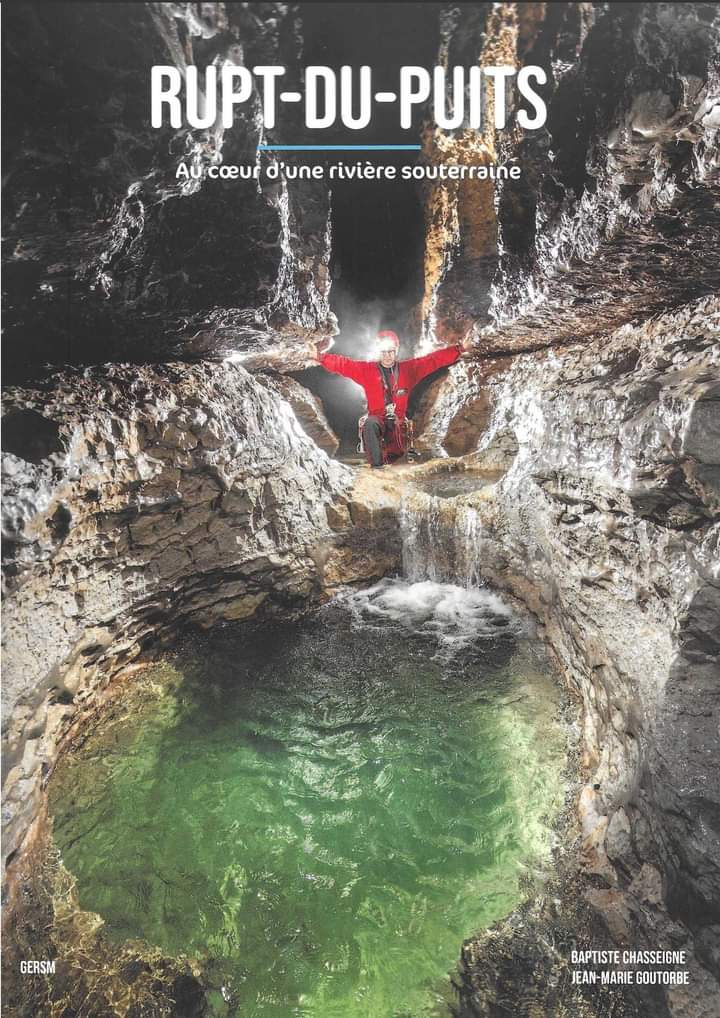 RUPT-DU-PUITS
Au cœur d'une rivière souterraine
GERSM
BAPTISTE CHASSEIGNE
JEAN-MARIE GOUTORBE